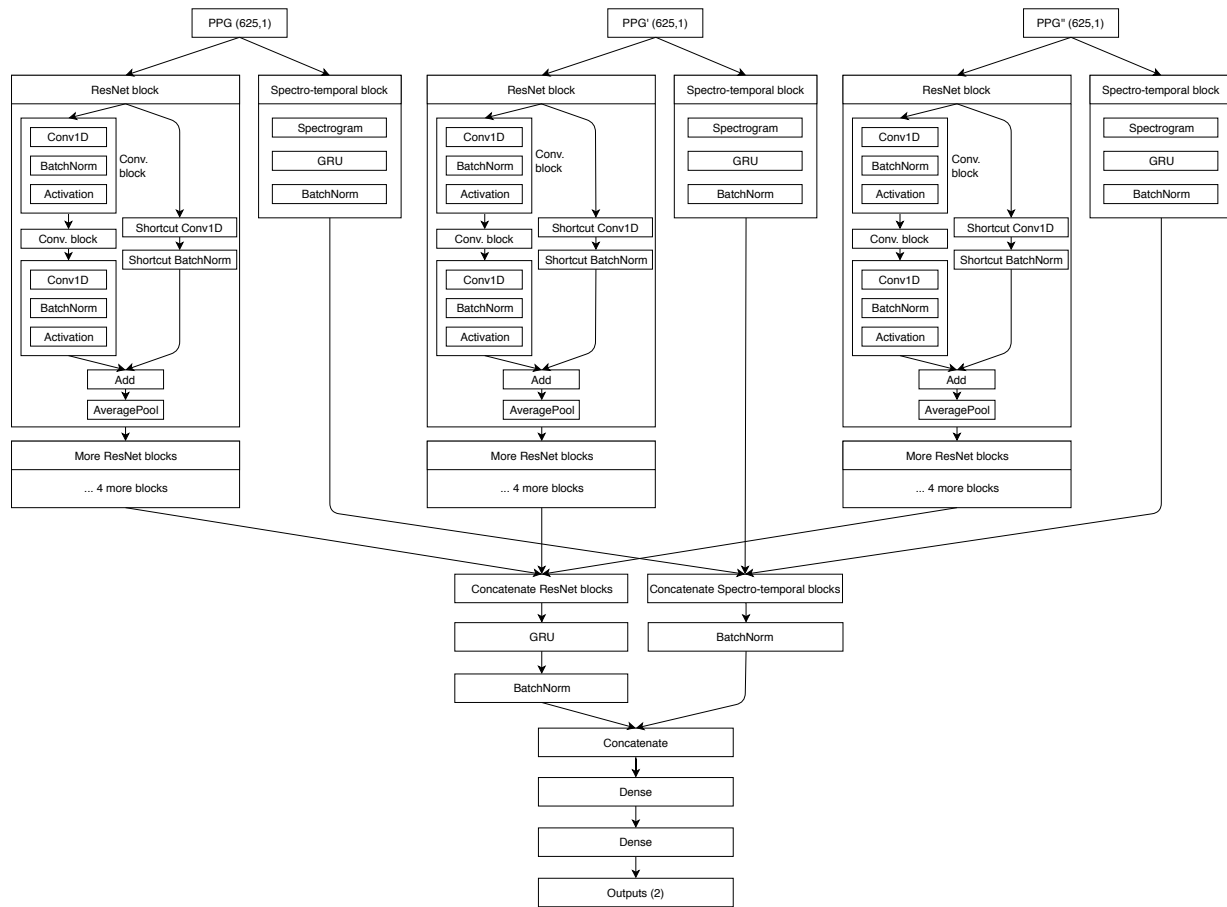 PPG (625,1)
PPG' (625,1)
PPG'' (625,1)
ResNet block
Spectro-temporal block
ResNet block
Spectro-temporal block
ResNet block
Spectro-temporal block
Conv1D
BatchNorm
Activation
Conv.
block
Conv. block
Conv1D
BatchNorm
Activation
Shortcut Conv1D
Shortcut BatchNorm
Add
AveragePool
More ResNet blocks
... 4 more blocks
Spectrogram
GRU
BatchNorm
Conv1D
BatchNorm
Activation
Conv.
block
Conv. block
Conv1D
BatchNorm
Activation
Shortcut Conv1D
Shortcut BatchNorm
Add
AveragePool
More ResNet blocks
... 4 more blocks
Spectrogram
GRU
BatchNorm
Conv1D
BatchNorm
Activation
Conv.
block
Conv. block
Conv1D
BatchNorm
Activation
Shortcut Conv1D
Shortcut BatchNorm
Add
AveragePool
More ResNet blocks
... 4 more blocks
Spectrogram
GRU
BatchNorm
Concatenate ResNet blocks
Concatenate Spectro-temporal blocks
GRU
BatchNorm
BatchNorm
Concatenate
Dense
Dense
Outputs (2)